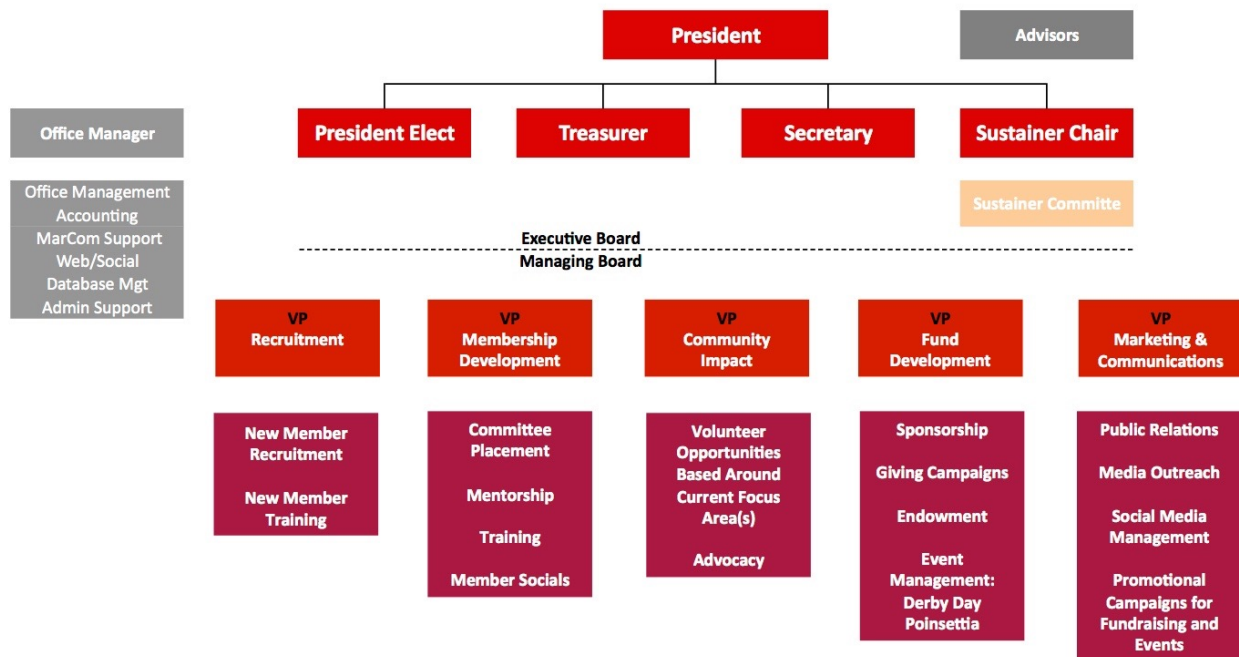 President
Advisors
Office Manager
President Elect
Treasurer
Secretary
Sustainer Chair
Office Management
Accounting
MarCom Support
Web/Social
Database Mgt
Admin Support
Sustainer Committe
Executive Board
Managing Board
VP
Recruitment
VP
Membership
Development
VP
Community
Impact
VP
Fund
Development
VP
Marketing &
Communications
New Member
Recruitment
New Member
Training
Committee
Placement
Mentorship
Training
Member Socials
Volunteer
Opportunities
Based Around
Current Focus
Area(s)
Advocacy
Sponsorship
Giving Campaigns
Endowment
Event
Management:
Derby Day
Poinsettia
Public Relations
Media Outreach
Social Media
Management
Promotional
Campaigns for
Fundraising and
Events